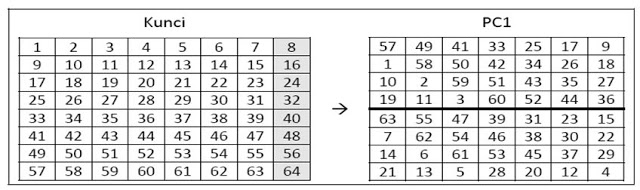 Kunci
1 2 3 4 5 6 7 8
9 10 11 12 13 14 15 16
17 18 19 20 21 22 23 24
25 26 27 28 29 30 31 32
33 34 35 36 37 38 39 40
41 42 43 44 45 46 47 48
49 50 51 52 53 54 55 56
57 58 59 60 61 62 63 64
→
PC1
57 49 41 33 25 17 9
1 58 50 42 34 26 18
10 2 59 51 43 35 27
19 11 3 60 52 44 36
63 55 47 39 31 23 15
7 62 54 46 38 30 22
14 6 61 53 45 37 29
21 13 5 28 20 12 4